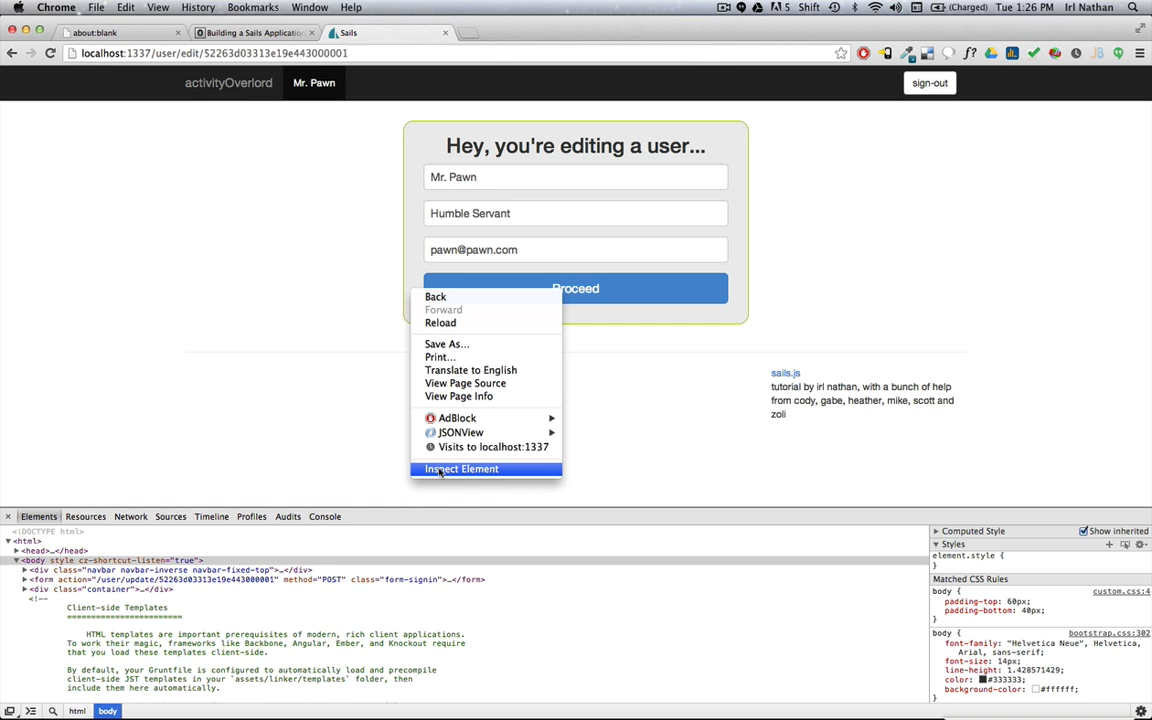 Chrome File Edit View History Bookmarks Window Help 5 Shift (Charged) Tue 1:26 PM Irl Nathan
about:blank Building a Sails Applicatio Sails
localhost:1337/user/edit/52263d03313e19e443000001
activityOverlord Mr. Pawn sign-out
Hey, you're editing a user...
Mr. Pawn
Humble Servant
pawn@pawn.com
Proceed
Back
Forward
Reload
Save As...
Print...
Translate to English
View Page Source
View Page Info
AdBlock
JSONView
Visits to localhost:1337
Inspect Element
sails.js
tutorial by irl nathan, with a bunch of help
from cody, gabe, heather, mike, scott and
zoli
Elements Resources Network Sources Timeline Profiles Audits Console
<!DOCTYPE html>
<html>
<head>…</head>
<body style cz-shortcut-listen="true">
<div class="navbar navbar-inverse navbar-fixed-top">…</div>
<form action="/user/update/52263d03313e19e443000001" method="POST" class="form-signin">…</form>
<div class="container">…</div>
<!--
Client-side Templates
========================
HTML templates are important prerequisites of modern, rich client applications.
To work their magic, frameworks like Backbone, Angular, Ember, and Knockout require
that you load these templates client-side.
By default, your Gruntfile is configured to automatically load and precompile
client-side JST templates in your `assets/linker/templates` folder, then
include them here automatically.
html body
Computed Style Show inherited
Styles
element.style {
}
Matched CSS Rules
body { custom.css:4
padding-top: 60px;
padding-bottom: 40px;
}
body { bootstrap.css:302
font-family: "Helvetica Neue", Helvetica,
Arial, sans-serif;
font-size: 14px;
line-height: 1.428571429;
color: #333333;
background-color: #ffffff;
}